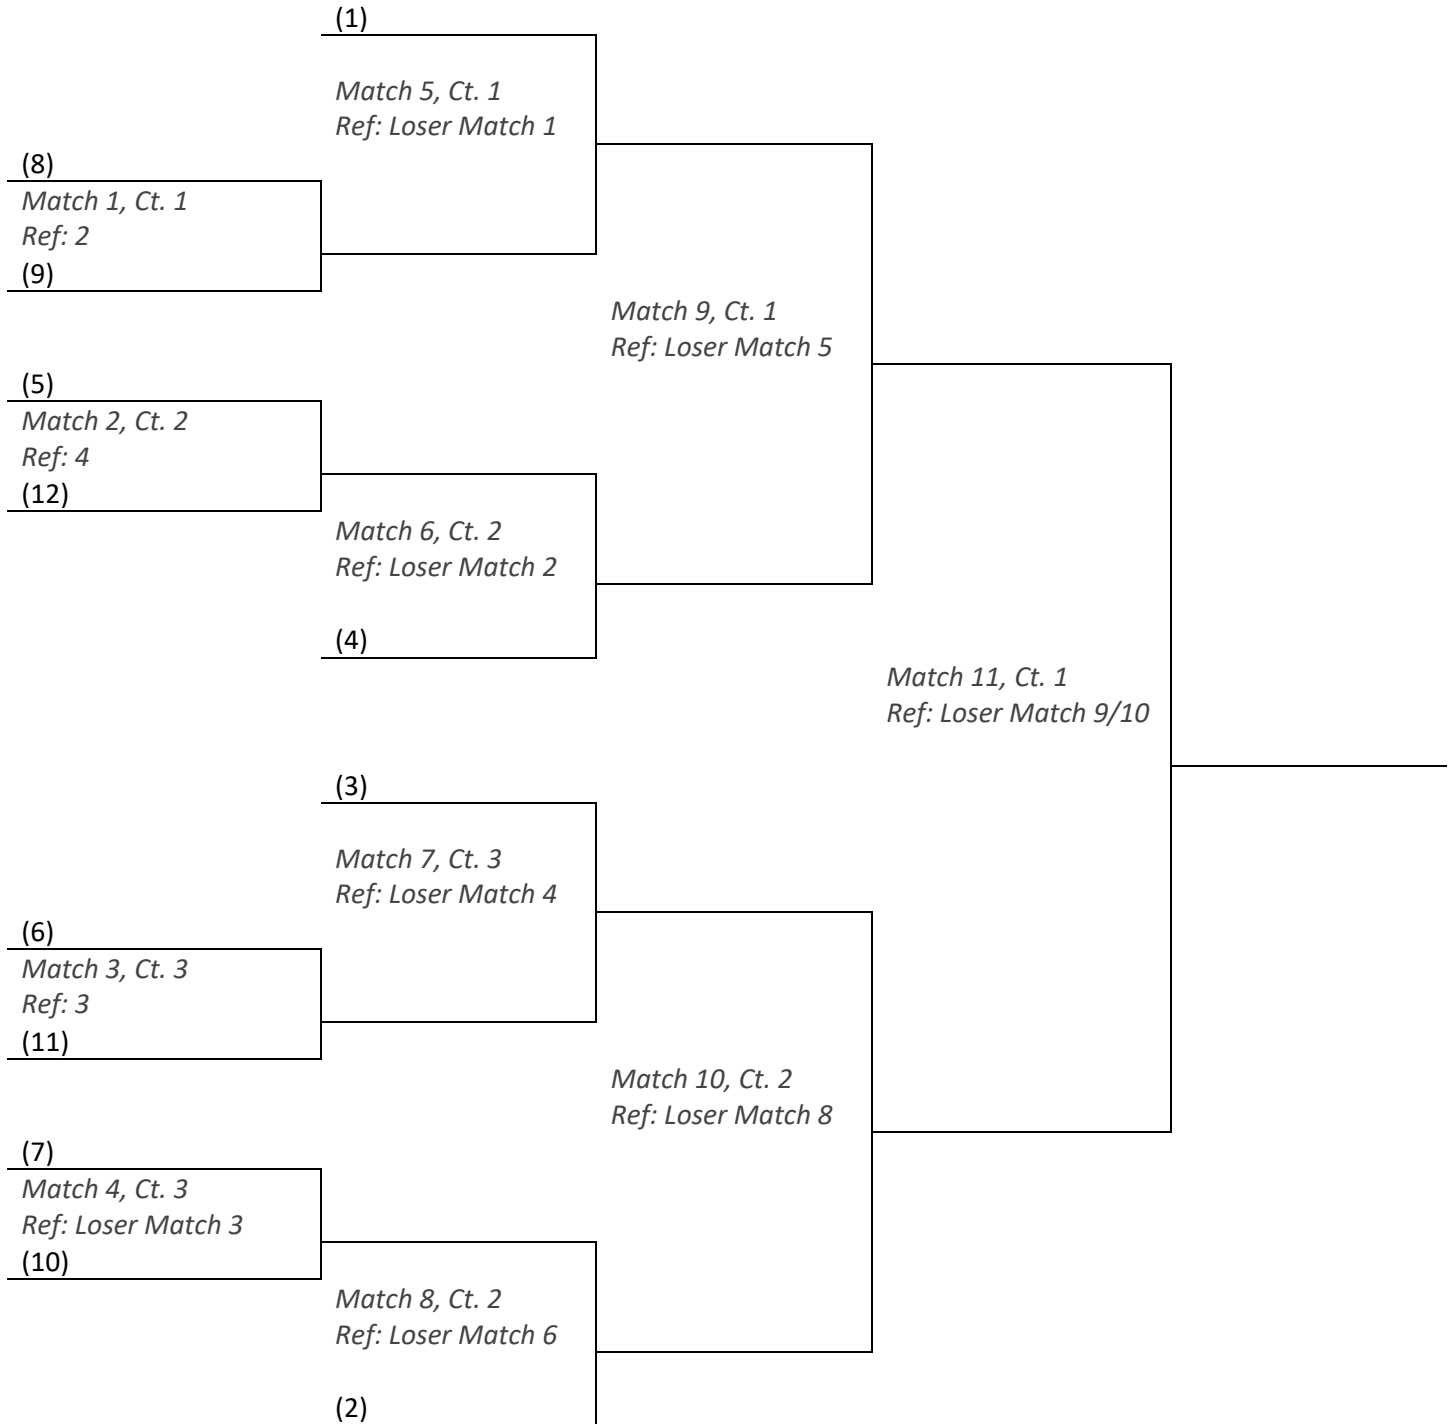 (1)
Match 5, Ct. 1
Ref: Loser Match 1
(8)
Match 1, Ct. 1
Ref: 2
(9)
Match 9, Ct. 1
Ref: Loser Match 5
(5)
Match 2, Ct. 2
Ref: 4
(12)
Match 6, Ct. 2
Ref: Loser Match 2
(4)
Match 11, Ct. 1
Ref: Loser Match 9/10
(3)
Match 7, Ct. 3
Ref: Loser Match 4
(6)
Match 3, Ct. 3
Ref: 3
(11)
Match 10, Ct. 2
Ref: Loser Match 8
(7)
Match 4, Ct. 3
Ref: Loser Match 3
(10)
Match 8, Ct. 2
Ref: Loser Match 6
(2)